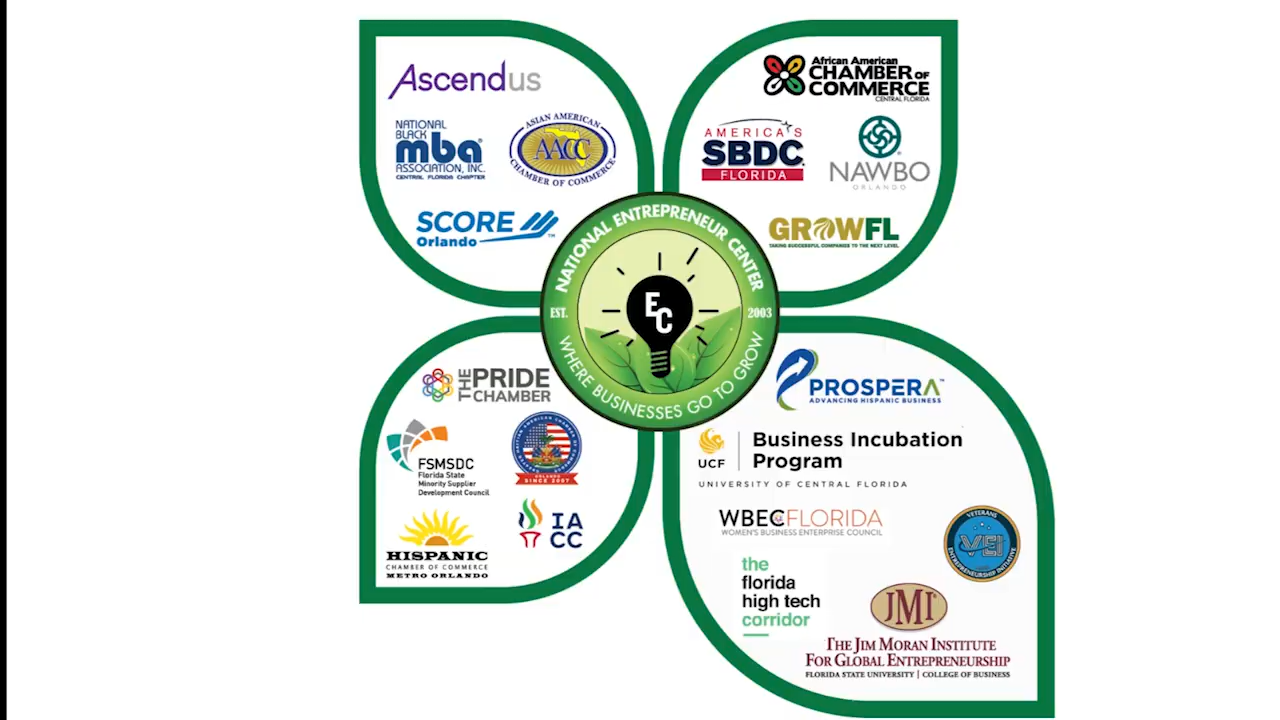 Ascendus
NATIONAL
BLACK
mba
ASSOCIATION, INC.
CENTRAL FLORIDA CHAPTER
ASIAN AMERICAN
AACC
CHAMBER OF COMMERCE
SCORE
Orlando
TM
African American
CHAMBER OF
COMMERCE
CENTRAL FLORIDA
AMERICA'S
SBDC
FLORIDA
NAWBO
ORLANDO
GROWFL
TAKING SUCCESSFUL COMPANIES TO THE NEXT LEVEL
NATIONAL ENTREPRENEUR CENTER
EST.
EC
2003
WHERE BUSINESSES GO TO GROW
THE PRIDE
CHAMBER
FSMSDC
Florida State
Minority Supplier
Development Council
ORLANDO
SINCE 2007
HISPANIC
CHAMBER OF COMMERCE
METRO ORLANDO
IA
CC
PROSPERA™
ADVANCING HISPANIC BUSINESS
UCF
Business Incubation
Program
UNIVERSITY OF CENTRAL FLORIDA
WBECFLORIDA
WOMEN'S BUSINESS ENTERPRISE COUNCIL
VETERANS
VEI
ENTREPRENEURSHIP INITIATIVE
the
florida
high tech
corridor
JMI
THE JIM MORAN INSTITUTE
FOR GLOBAL ENTREPRENEURSHIP
FLORIDA STATE UNIVERSITY | COLLEGE OF BUSINESS